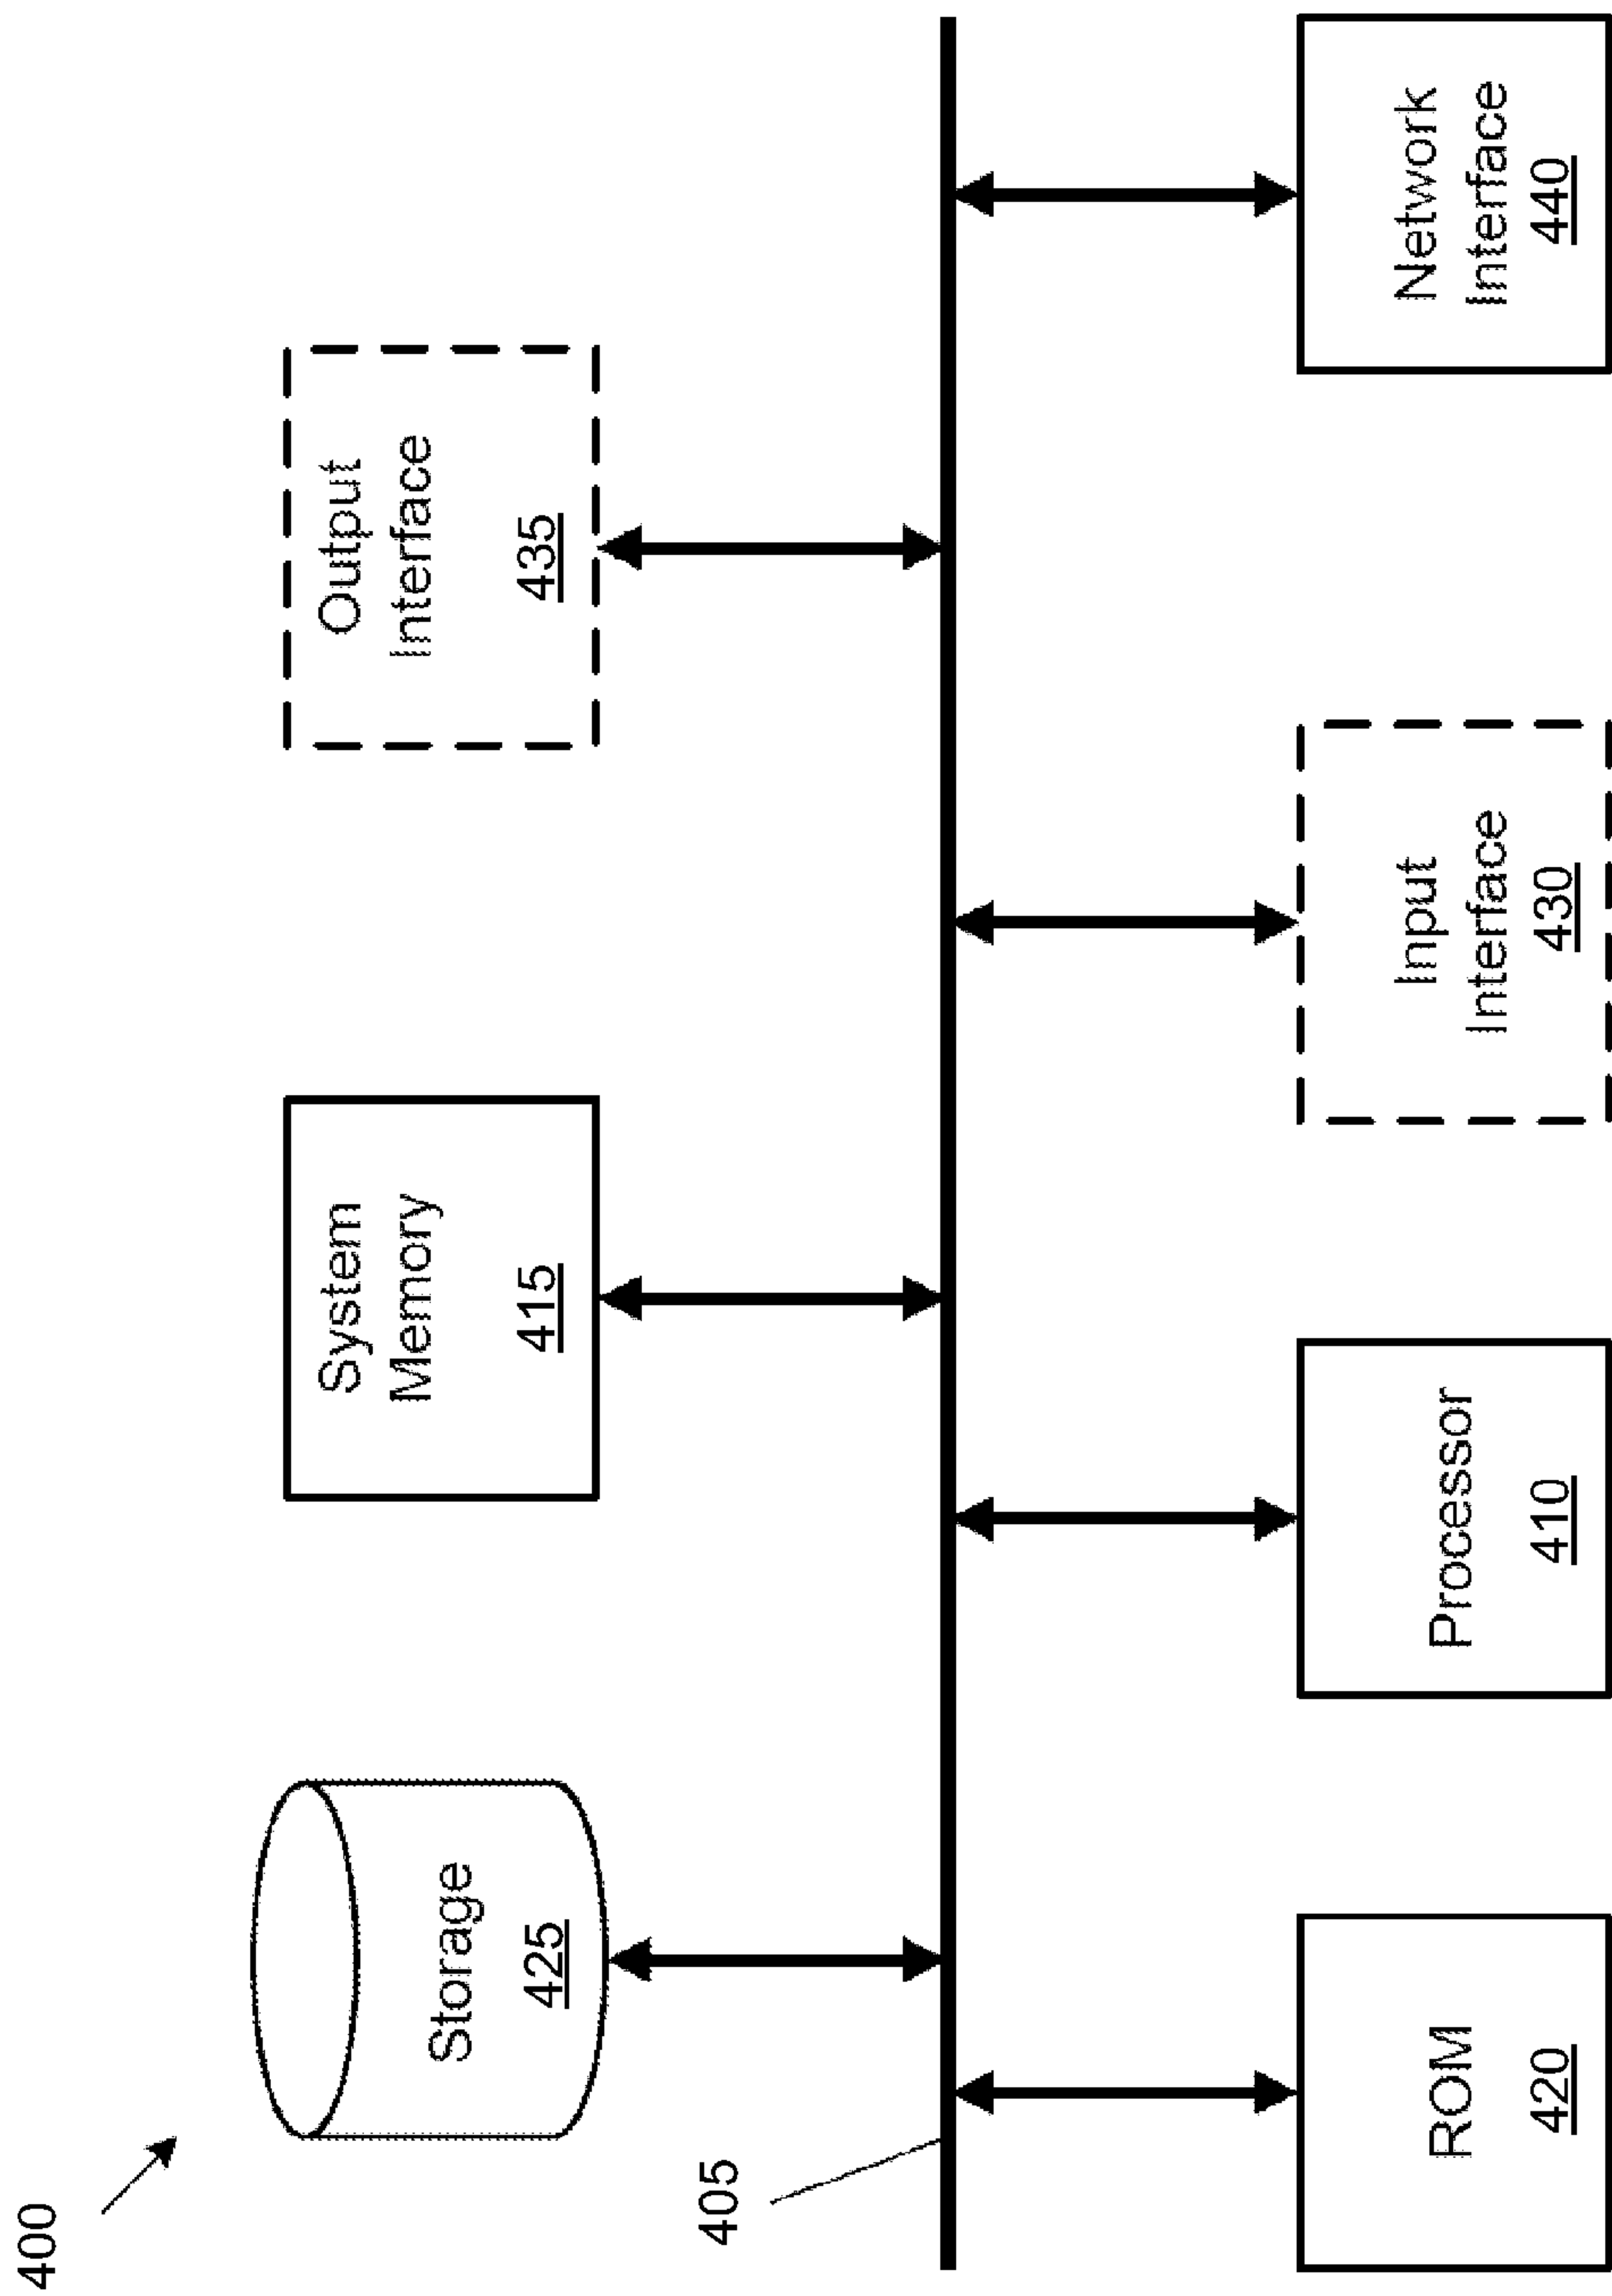 400
Storage
425
System
Memory
415
Output
Interface
435
405
ROM
420
Processor
410
Input
Interface
430
Network
Interface
440